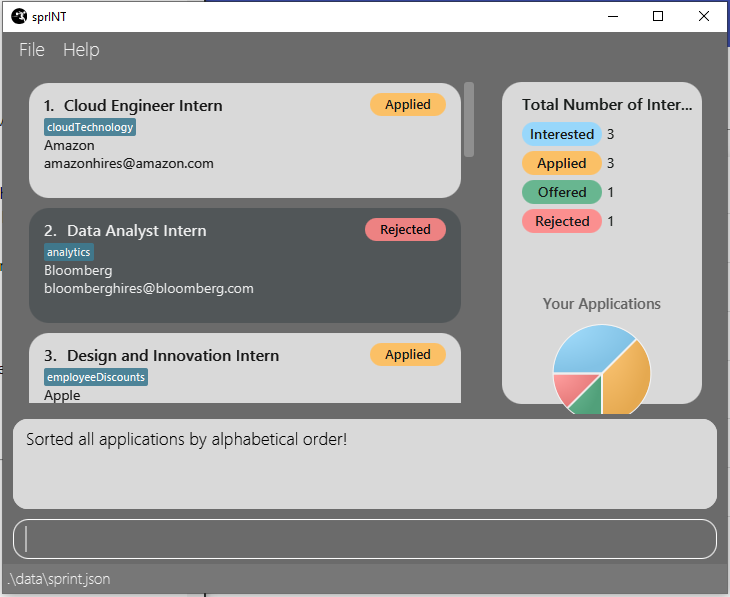 sprINT
File Help
1. Cloud Engineer Intern
Applied
cloudTechnology
Amazon
amazonhires@amazon.com
2. Data Analyst Intern
Rejected
analytics
Bloomberg
bloomberghires@bloomberg.com
3. Design and Innovation Intern
Applied
employeeDiscounts
Apple
Total Number of Inter...
Interested 3
Applied 3
Offered 1
Rejected 1
Your Applications
Sorted all applications by alphabetical order!
.\data\sprint.json